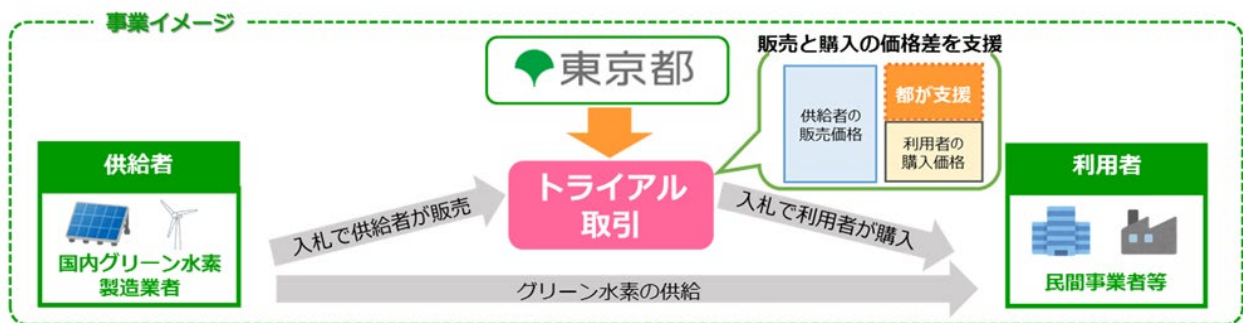 事業イメージ
東京都
販売と購入の価格差を支援
供給者の
販売価格
都が支援
利用者の
購入価格
供給者
国内グリーン水素
製造業者
入札で供給者が販売
トライアル
取引
入札で利用者が購入
グリーン水素の供給
利用者
民間事業者等